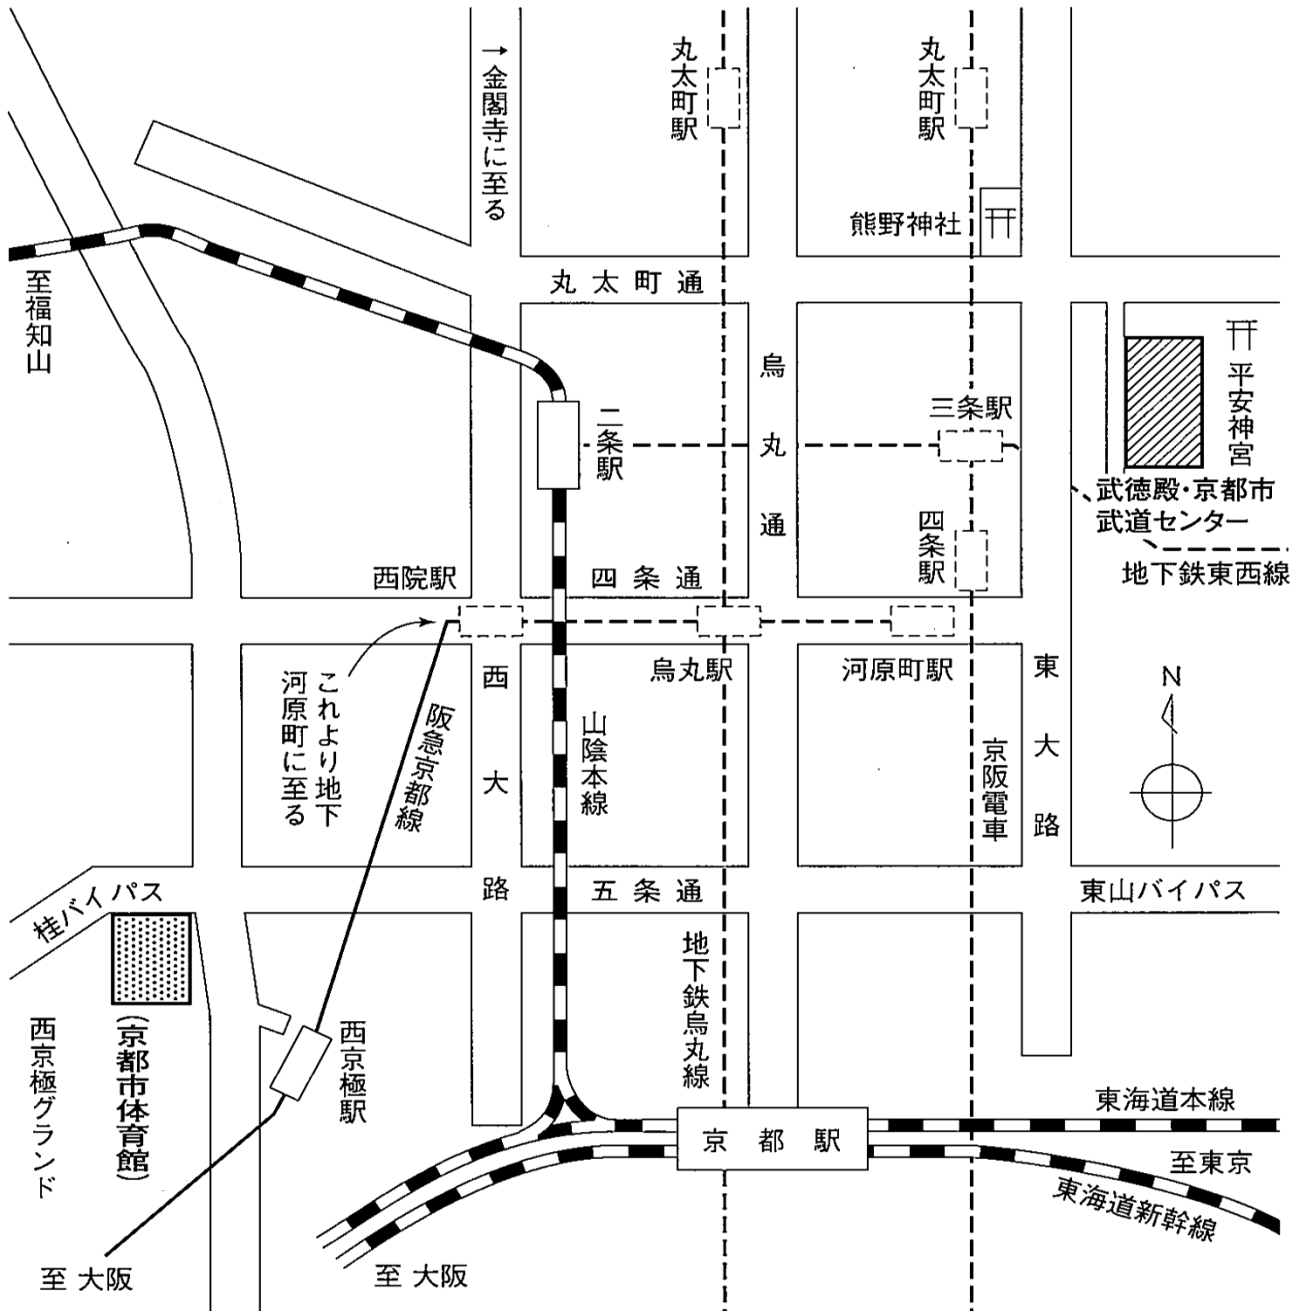 丸太町駅
丸太町駅
→金閣寺に至る
熊野神社
丸太町通
至福知山
烏丸通
二条駅
三条駅
平安神宮
武徳殿・京都市
武道センター
四条駅
地下鉄東西線
西院駅
四条通
烏丸駅
河原町駅
これより地下
河原町に至る
阪急京都線
西大路
山陰本線
京阪電車
東大路
N
五条通
東山バイパス
桂バイパス
地下鉄烏丸線
西京極グランド
(京都市体育館)
西京極駅
京都駅
東海道本線
至東京
東海道新幹線
至 大阪
至 大阪